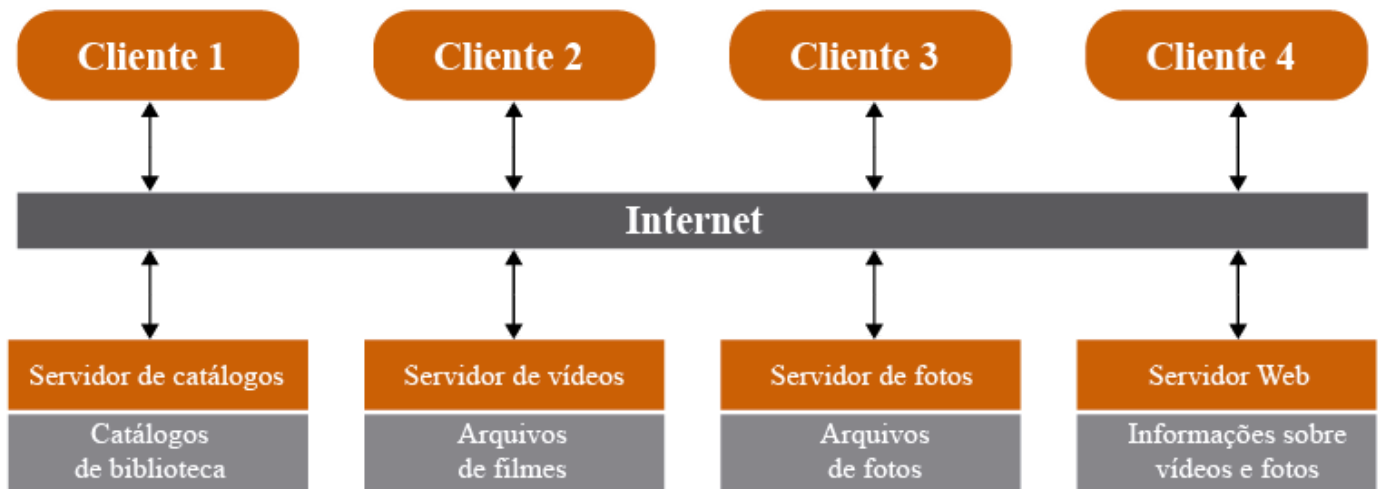 Cliente 1
Cliente 2
Cliente 3
Cliente 4
Internet
Servidor de catálogos
Servidor de vídeos
Servidor de fotos
Servidor Web
Catálogos
de biblioteca
Arquivos
de filmes
Arquivos
de fotos
Informações sobre
vídeos e fotos